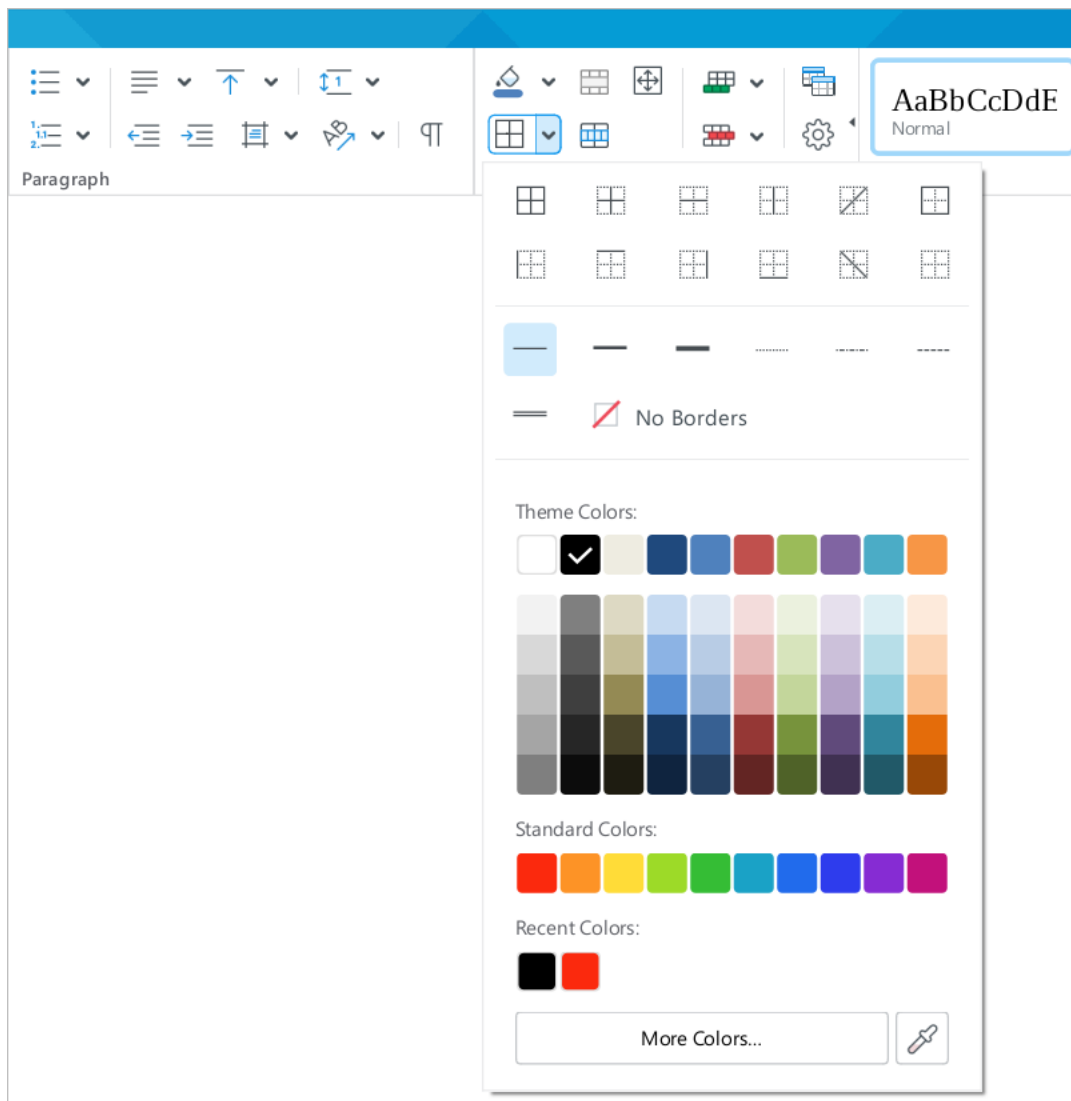 AaBbCcDdE
Normal
Paragraph
No Borders
Theme Colors:
Standard Colors:
Recent Colors:
More Colors...